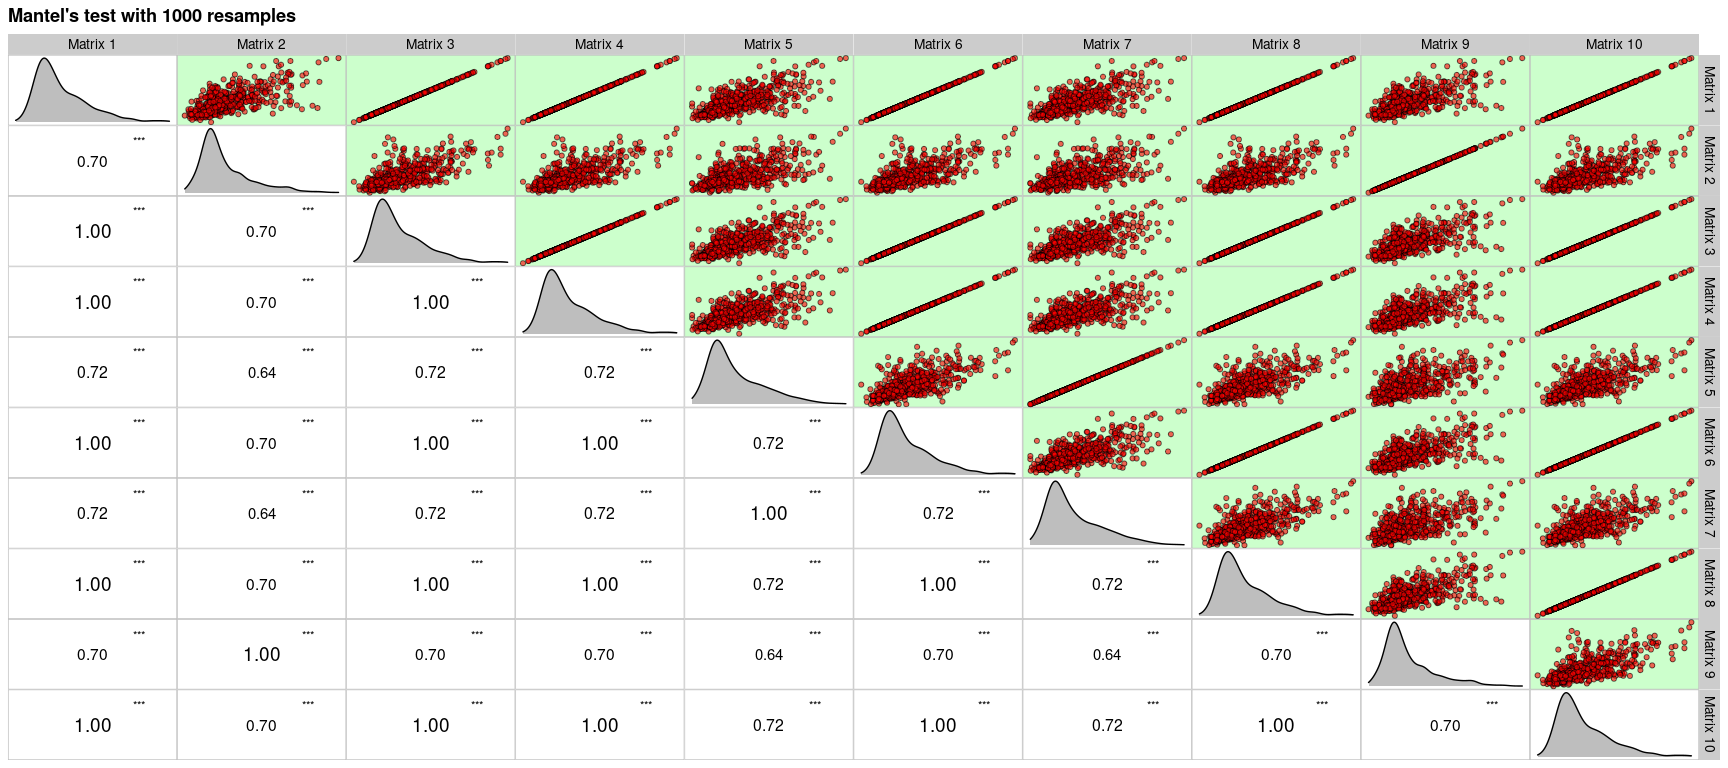 Mantel's test with 1000 resamples
Matrix 1 Matrix 2 Matrix 3 Matrix 4 Matrix 5 Matrix 6 Matrix 7 Matrix 8 Matrix 9 Matrix 10
Matrix 1
***
0.70
Matrix 2
*** ***
1.00 0.70
Matrix 3
*** *** ***
1.00 0.70 1.00
Matrix 4
*** *** *** ***
0.72 0.64 0.72 0.72
Matrix 5
*** *** *** *** ***
1.00 0.70 1.00 1.00 0.72
Matrix 6
*** *** *** *** *** ***
0.72 0.64 0.72 0.72 1.00 0.72
Matrix 7
*** *** *** *** *** *** ***
1.00 0.70 1.00 1.00 0.72 1.00 0.72
Matrix 8
*** *** *** *** *** *** *** ***
0.70 1.00 0.70 0.70 0.64 0.70 0.64 0.70
Matrix 9
*** *** *** *** *** *** *** *** ***
1.00 0.70 1.00 1.00 0.72 1.00 0.72 1.00 0.70
Matrix 10